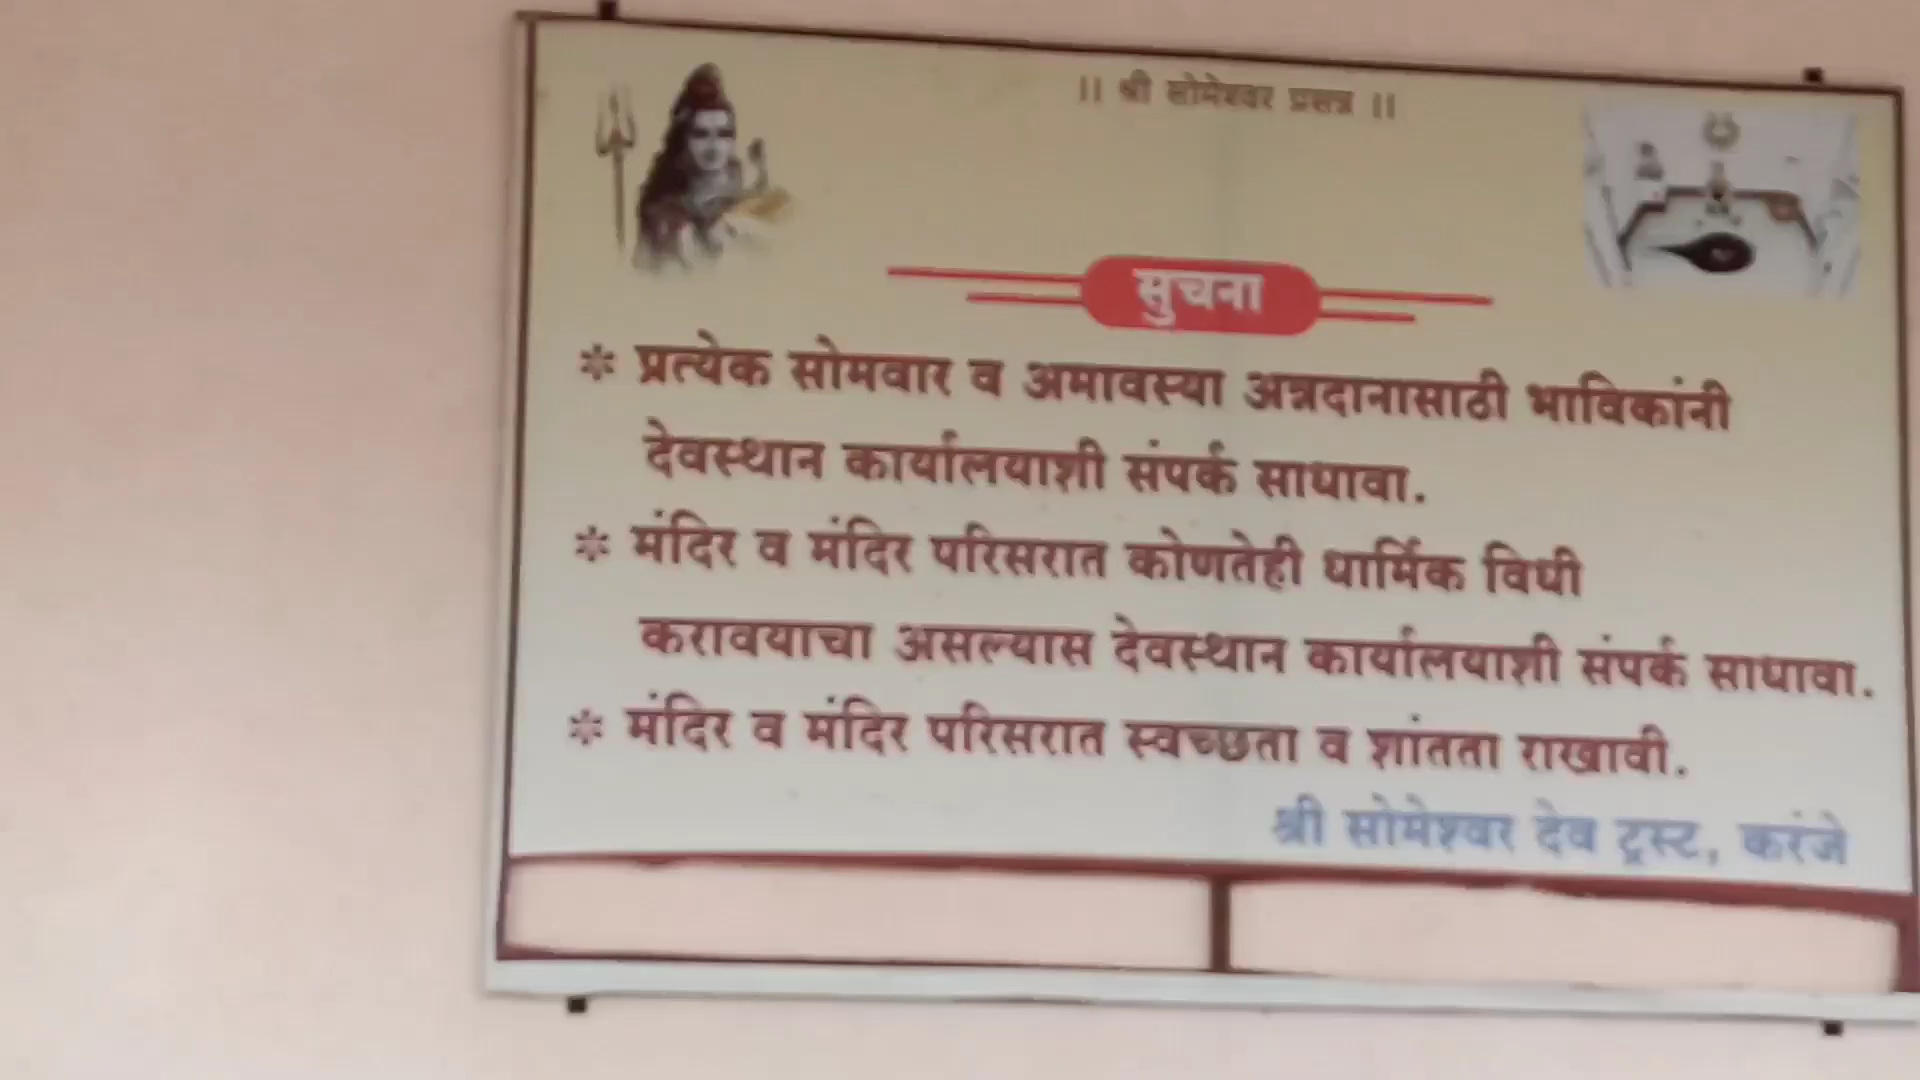 ।। श्री सोमेश्वर प्रसन्न ।।
सुचना
* प्रत्येक सोमवार व अमावस्या अन्नदानासाठी भाविकांनी
देवस्थान कार्यालयाशी संपर्क साधावा.
* मंदिर व मंदिर परिसरात कोणतेही धार्मिक विधी
करावयाचा असल्यास देवस्थान कार्यालयाशी संपर्क साधावा.
* मंदिर व मंदिर परिसरात स्वच्छता व शांतता राखावी.
श्री सोमेश्वर देव ट्रस्ट, करंजे